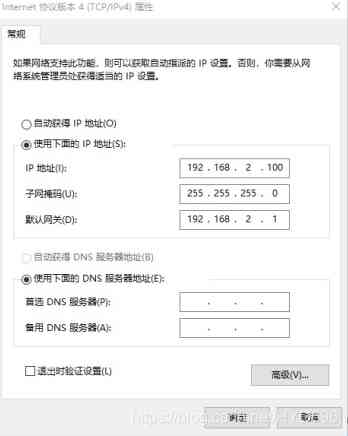 Internet 协议版本 4 (TCP/IPv4) 属性
常规
如果网络支持此功能，则可以获取自动指派的 IP 设置。否则，你需要从网
络系统管理员处获得适当的 IP 设置。
自动获得 IP 地址(O)
使用下面的 IP 地址(S):
IP 地址(I):
192 . 168 . 2 . 100
子网掩码(U):
255 . 255 . 255 . 0
默认网关(D):
192 . 168 . 2 . 1
自动获得 DNS 服务器地址(B)
使用下面的 DNS 服务器地址(E):
首选 DNS 服务器(P):
. . .
备用 DNS 服务器(A):
. . .
退出时验证设置(L)
高级(V)...
确定
取消